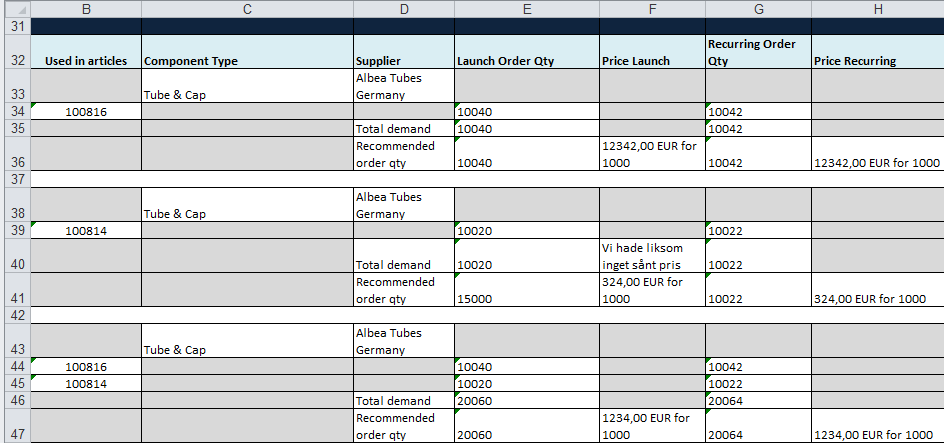 B C D E F G H
31
32 Used in articles Component Type Supplier Launch Order Qty Price Launch Recurring Order Qty Price Recurring
33 Tube & Cap Albea Tubes Germany
34 100816 10040 10042
35 Total demand 10040 10042
36 Recommended order qty 10040 12342,00 EUR for 1000 10042 12342,00 EUR for 1000
37
38 Tube & Cap Albea Tubes Germany
39 100814 10020 10022
40 Total demand 10020 Vi hade liksom inget sånt pris 10022
41 Recommended order qty 15000 324,00 EUR for 1000 10022 324,00 EUR for 1000
42
43 Tube & Cap Albea Tubes Germany
44 100816 10040 10042
45 100814 10020 10022
46 Total demand 20060 20064
47 Recommended order qty 20060 1234,00 EUR for 1000 20064 1234,00 EUR for 1000